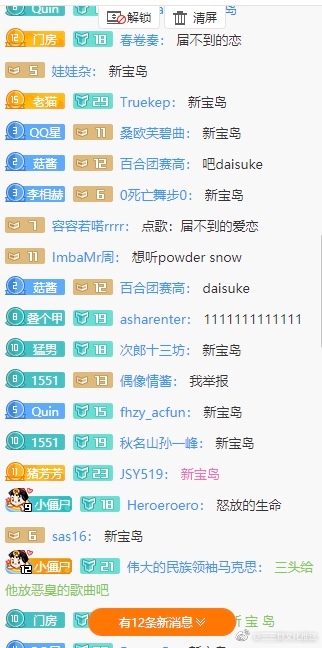 解锁 清屏
Quin 18
12 门房 18 春卷奏: 届不到的恋
5 娃娃杂: 新宝岛
15 老猫 29 Truekep: 新宝岛
3 QQ星 11 桑欧芙碧曲: 新宝岛
2 菇酱 12 百合团赛高: 吧daisuke
3 李相赫 6 0死亡舞步0: 新宝岛
7 容容若喏rrrr: 点歌：届不到的爱恋
11 ImbaMr周: 想听powder snow
2 菇酱 12 百合团赛高: daisuke
8 聋个甲 19 asharenter: 1111111111111
10 猛男 18 次郎十三坊: 新宝岛
8 1551 13 偶像情酱: 我举报
5 Quin 15 fhzy_acfun: 新宝岛
10 1551 19 秋名山孙一峰: 新宝岛
11 猪芳芳 23 JSY519: 新宝岛
9 小僵尸 18 Heroeroero: 怒放的生命
6 sas16: 新宝岛
12 小僵尸 21 伟大的民族领袖马克思: 三头给
他放恶臭的歌曲吧
10 门房 新宝岛
有12条新消息